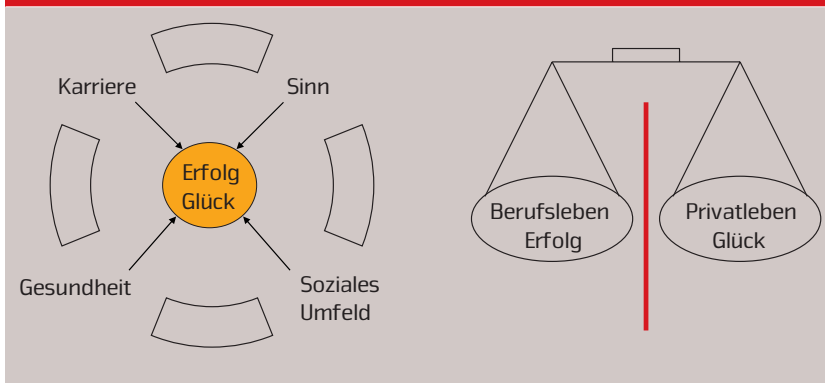 Karriere
Sinn
Erfolg
Glück
Gesundheit
Soziales
Umfeld
Berufsleben
Erfolg
Privatleben
Glück